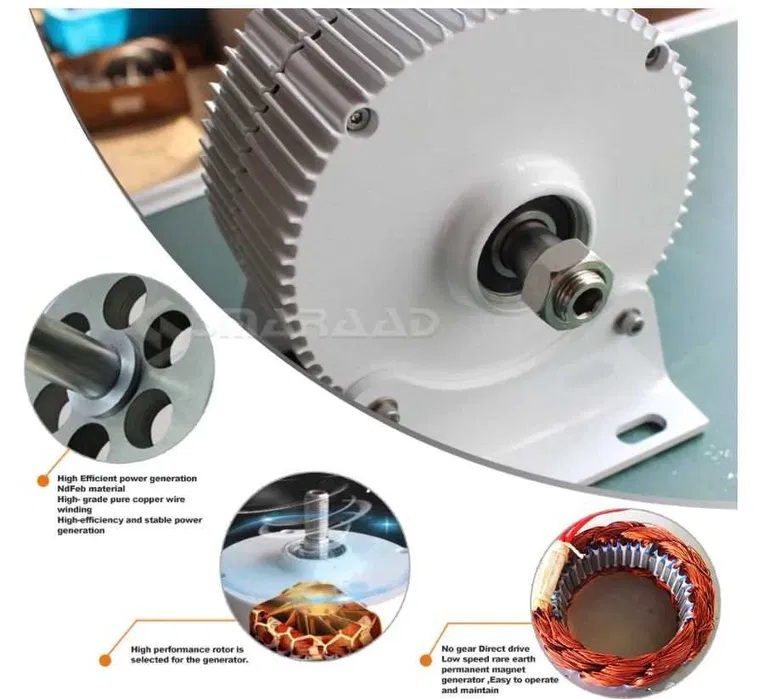 SMARAAD
High Efficient power generation
NdFeb material
High- grade pure copper wire
winding
High-efficiency and stable power
generation
High performance rotor is
selected for the generator.
No gear Direct drive
Low speed rare earth
permanent magnet
generator ,Easy to operate
and maintain